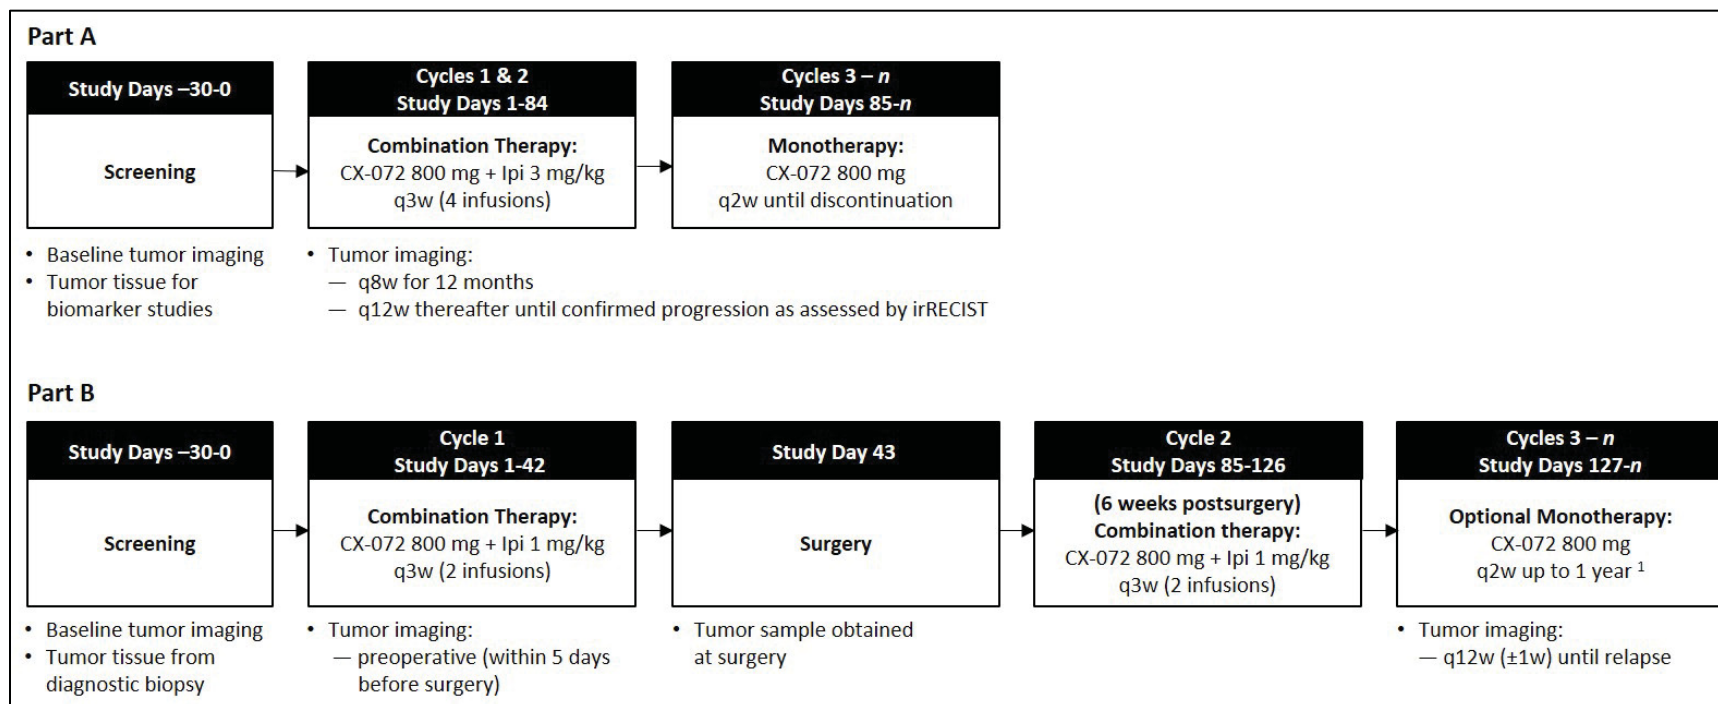 Part A
Study Days –30-0
Screening
• Baseline tumor imaging
• Tumor tissue for
biomarker studies
Cycles 1 & 2
Study Days 1-84
Combination Therapy:
CX-072 800 mg + Ipi 3 mg/kg
q3w (4 infusions)
• Tumor imaging:
— q8w for 12 months
— q12w thereafter until confirmed progression as assessed by irRECIST
Cycles 3 – n
Study Days 85-n
Monotherapy:
CX-072 800 mg
q2w until discontinuation
Part B
Study Days –30-0
Screening
• Baseline tumor imaging
• Tumor tissue from
diagnostic biopsy
Cycle 1
Study Days 1-42
Combination Therapy:
CX-072 800 mg + Ipi 1 mg/kg
q3w (2 infusions)
• Tumor imaging:
— preoperative (within 5 days
before surgery)
Study Day 43
Surgery
• Tumor sample obtained
at surgery
Cycle 2
Study Days 85-126
(6 weeks postsurgery)
Combination therapy:
CX-072 800 mg + Ipi 1 mg/kg
q3w (2 infusions)
Cycles 3 – n
Study Days 127-n
Optional Monotherapy:
CX-072 800 mg
q2w up to 1 year 1
• Tumor imaging:
— q12w (±1w) until relapse